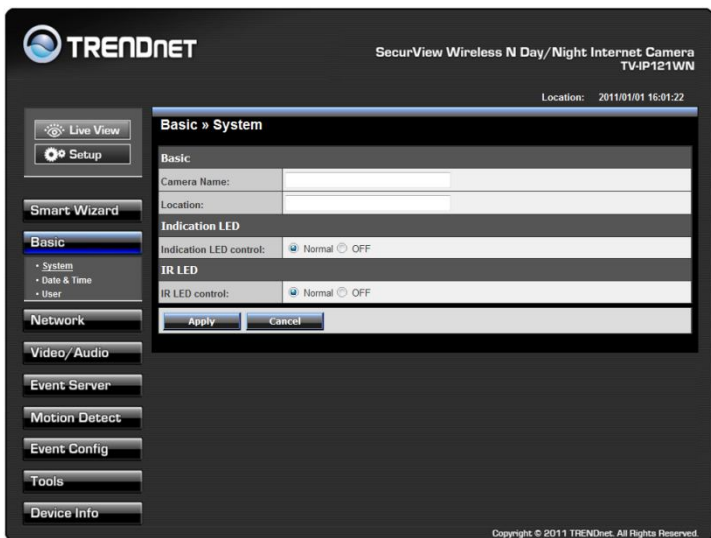 TRENDNET
SecurView Wireless N Day/Night Internet Camera
TV-IP121WN
Location: 2011/01/01 16:01:22
Live View
Setup
Smart Wizard
Basic
• System
• Date & Time
• User
Network
Video/Audio
Event Server
Motion Detect
Event Config
Tools
Device Info
Basic » System
Basic
Camera Name:
Location:
Indication LED
Indication LED control: Normal OFF
IR LED
IR LED control: Normal OFF
Apply Cancel
Copyright © 2011 TRENDnet. All Rights Reserved.